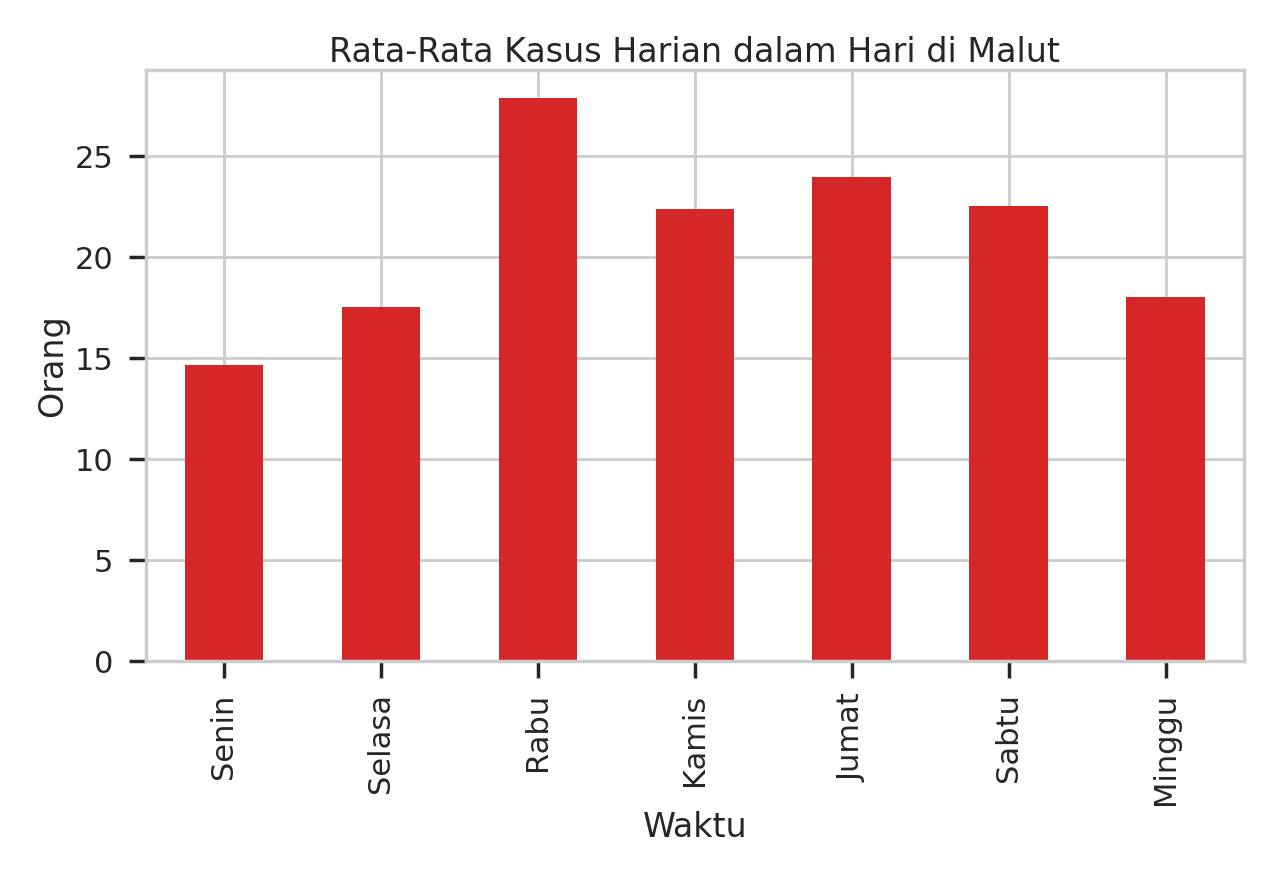 Rata-Rata Kasus Harian dalam Hari di Malut
Orang
25
20
15
10
5
0
Senin
Selasa
Rabu
Kamis
Jumat
Sabtu
Minggu
Waktu